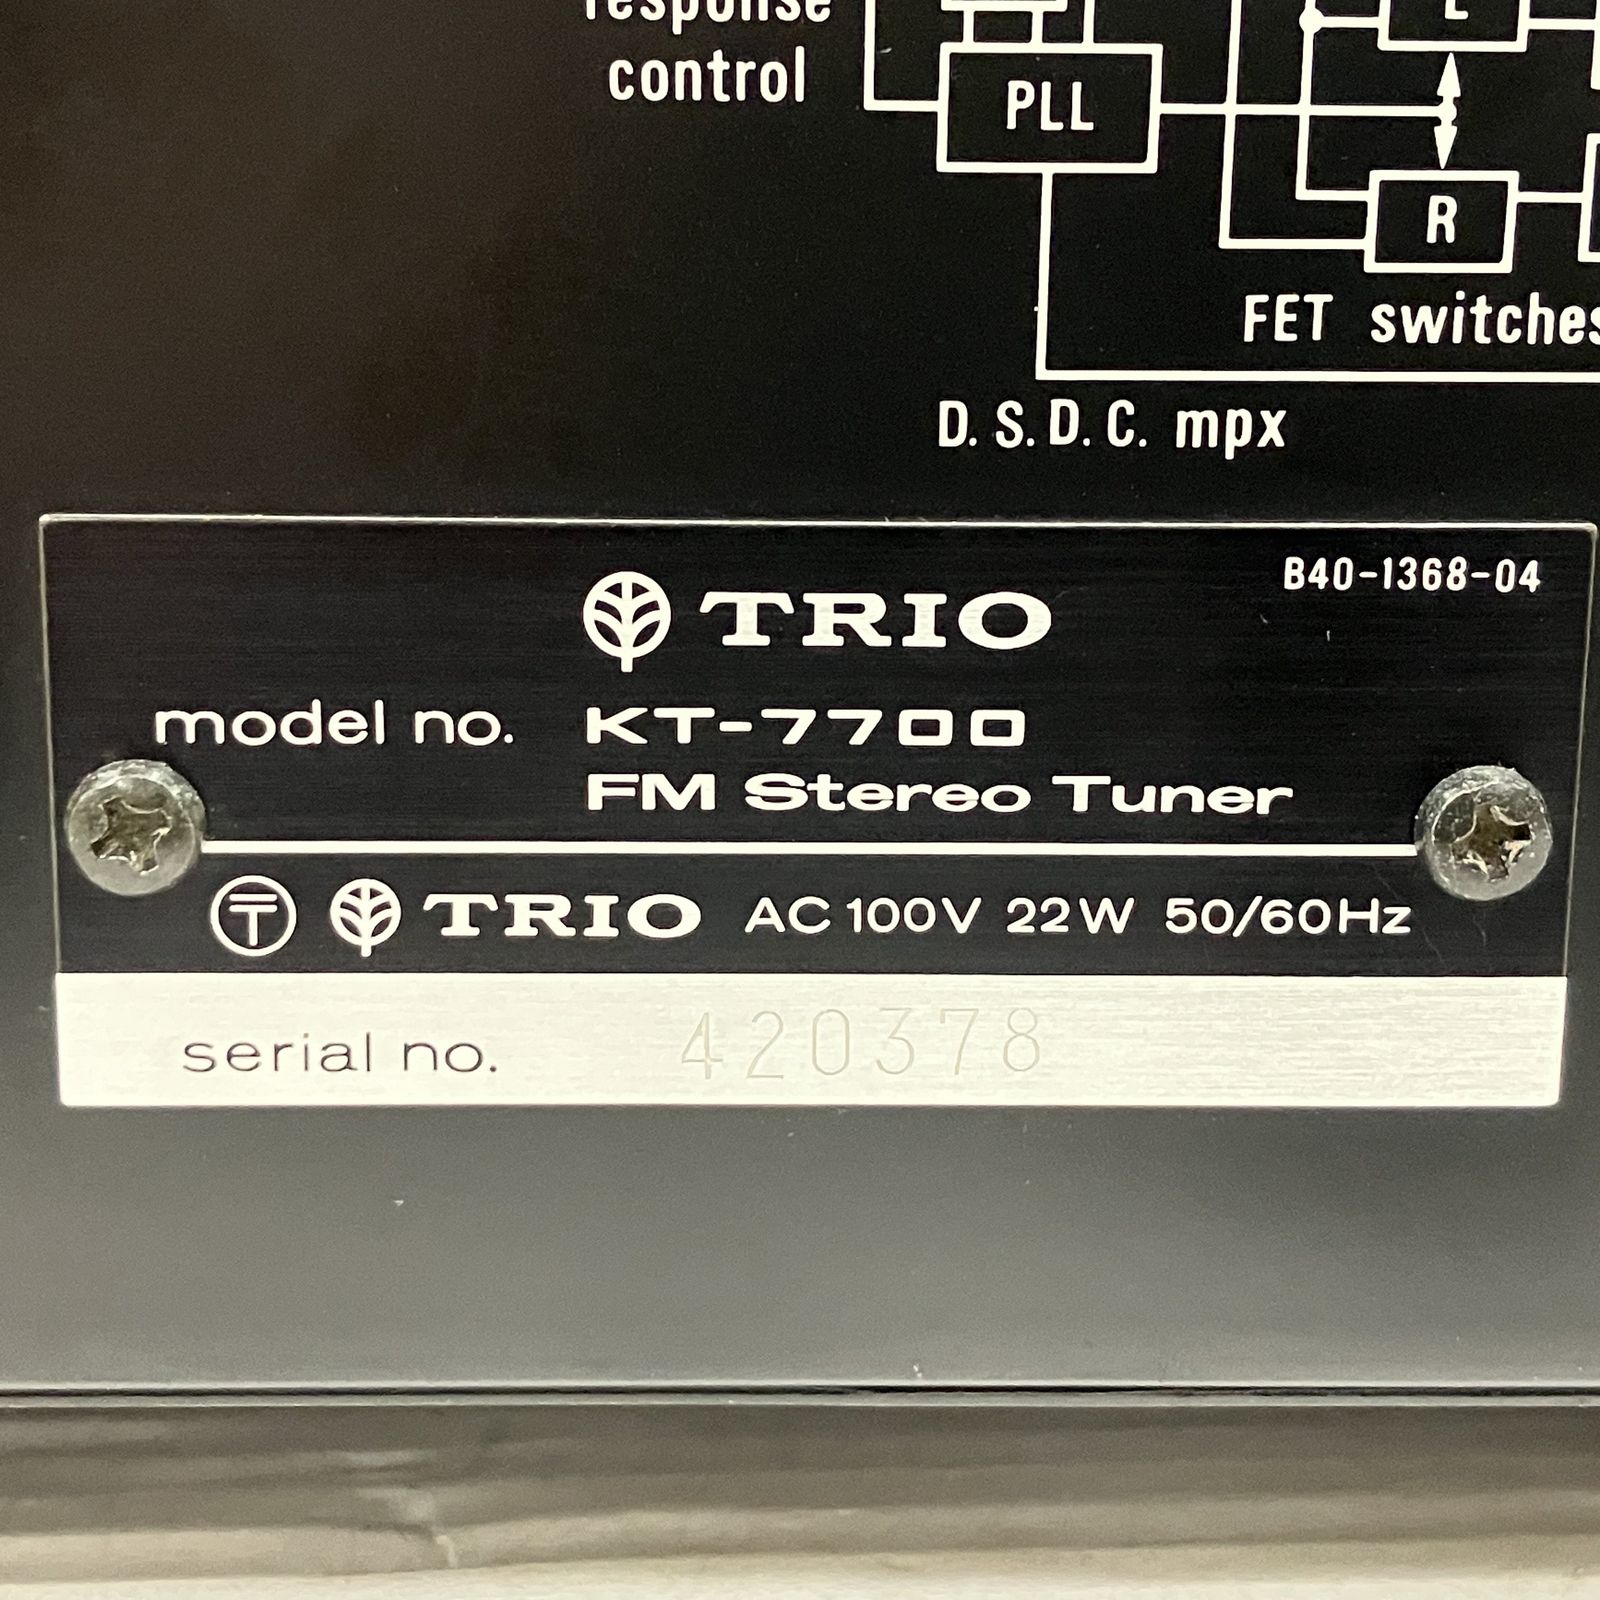 response
control
PLL
L
R
FET switches
D.S.D.C. mpx
B40-1368-04
TRIO
model no. KT-7700
FM Stereo Tuner
TRIO AC 100V 22W 50/60Hz
serial no. 420378